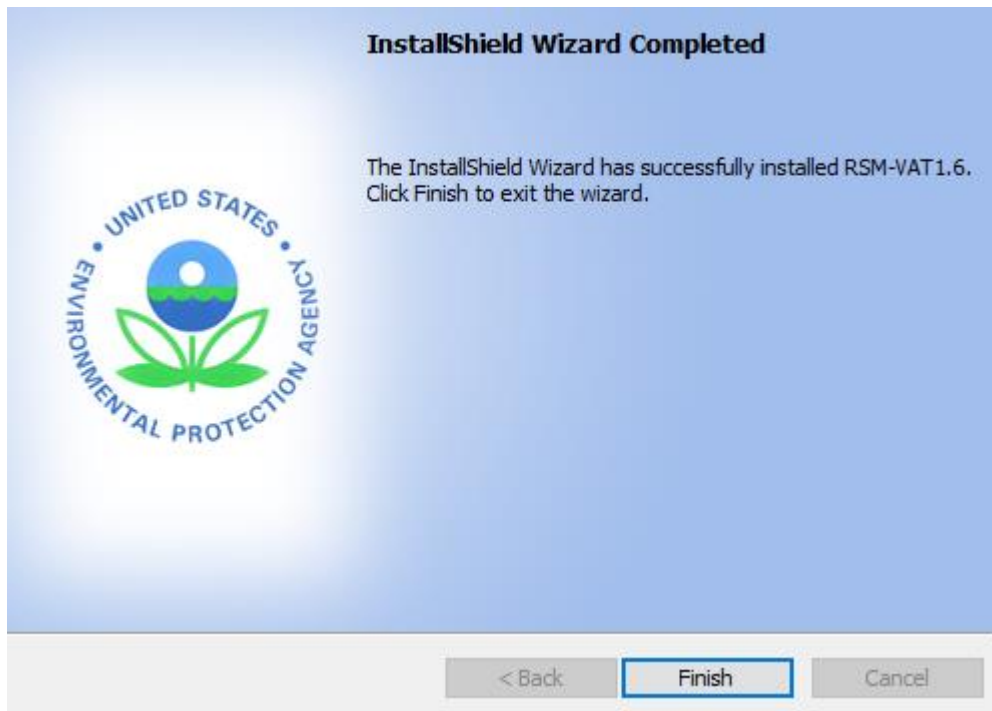 InstallShield Wizard Completed
The InstallShield Wizard has successfully installed RSM-VAT1.6.
Click Finish to exit the wizard.
UNITED STATES • ENVIRONMENTAL PROTECTION AGENCY •
< Back
Finish
Cancel